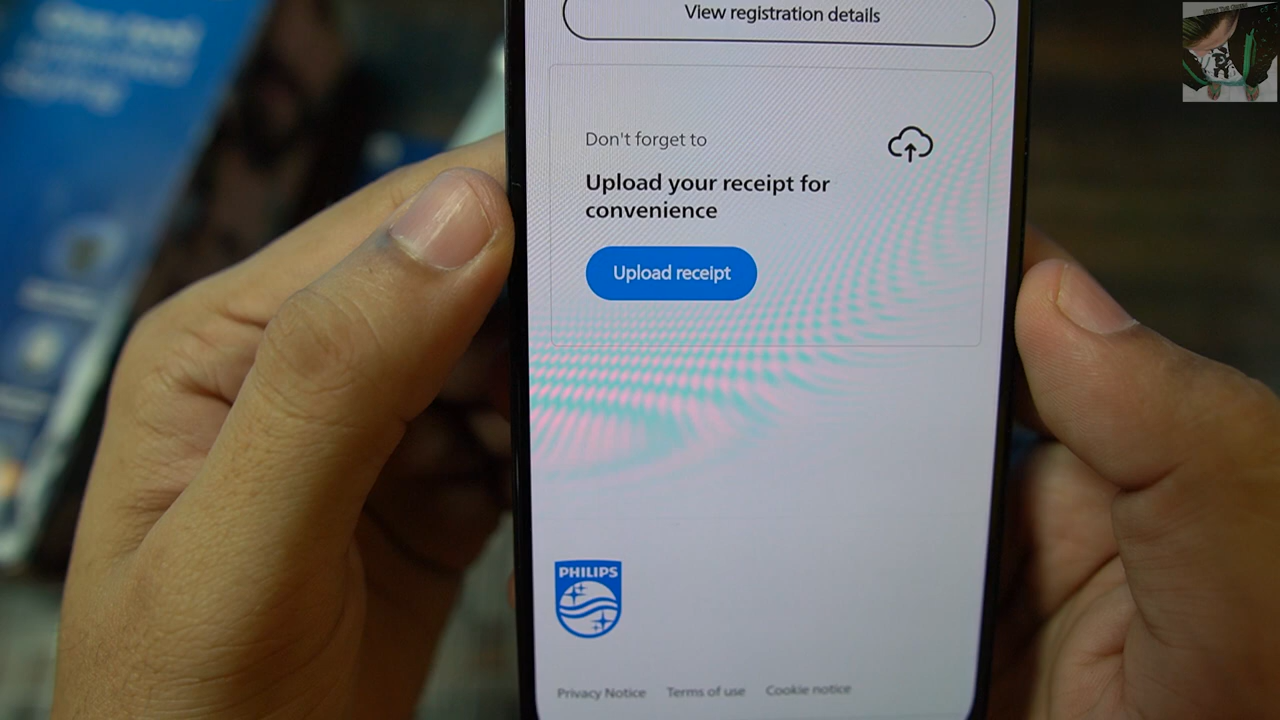 View registration details
Don't forget to
Upload your receipt for
convenience
Upload receipt
PHILIPS
Privacy Notice Terms of use Cookie notice